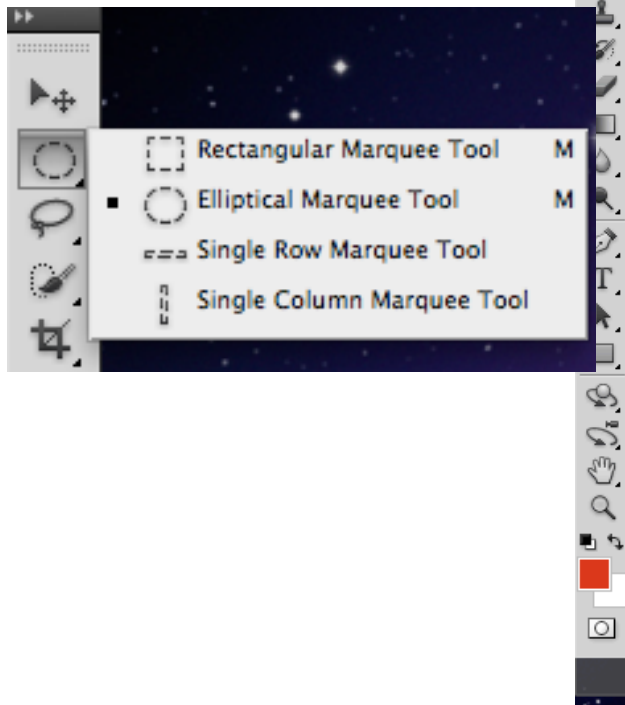 Rectangular Marquee Tool M
Elliptical Marquee Tool M
Single Row Marquee Tool
Single Column Marquee Tool
T